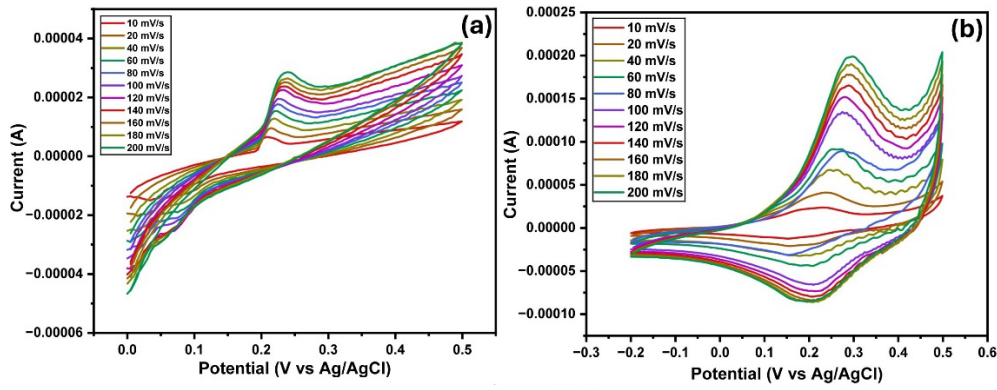 (a)
10 mV/s
20 mV/s
40 mV/s
60 mV/s
80 mV/s
100 mV/s
120 mV/s
140 mV/s
160 mV/s
180 mV/s
200 mV/s
0.00004
0.00002
0.00000
−0.00002
−0.00004
−0.00006
Current (A)
0.0
0.1
0.2
0.3
0.4
0.5
Potential (V vs Ag/AgCl)
(b)
10 mV/s
20 mV/s
40 mV/s
60 mV/s
80 mV/s
100 mV/s
120 mV/s
140 mV/s
160 mV/s
180 mV/s
200 mV/s
0.00025
0.00020
0.00015
0.00010
0.00005
0.00000
−0.00005
−0.00010
Current (A)
−0.3
−0.2
−0.1
0.0
0.1
0.2
0.3
0.4
0.5
0.6
Potential (V vs Ag/AgCl)